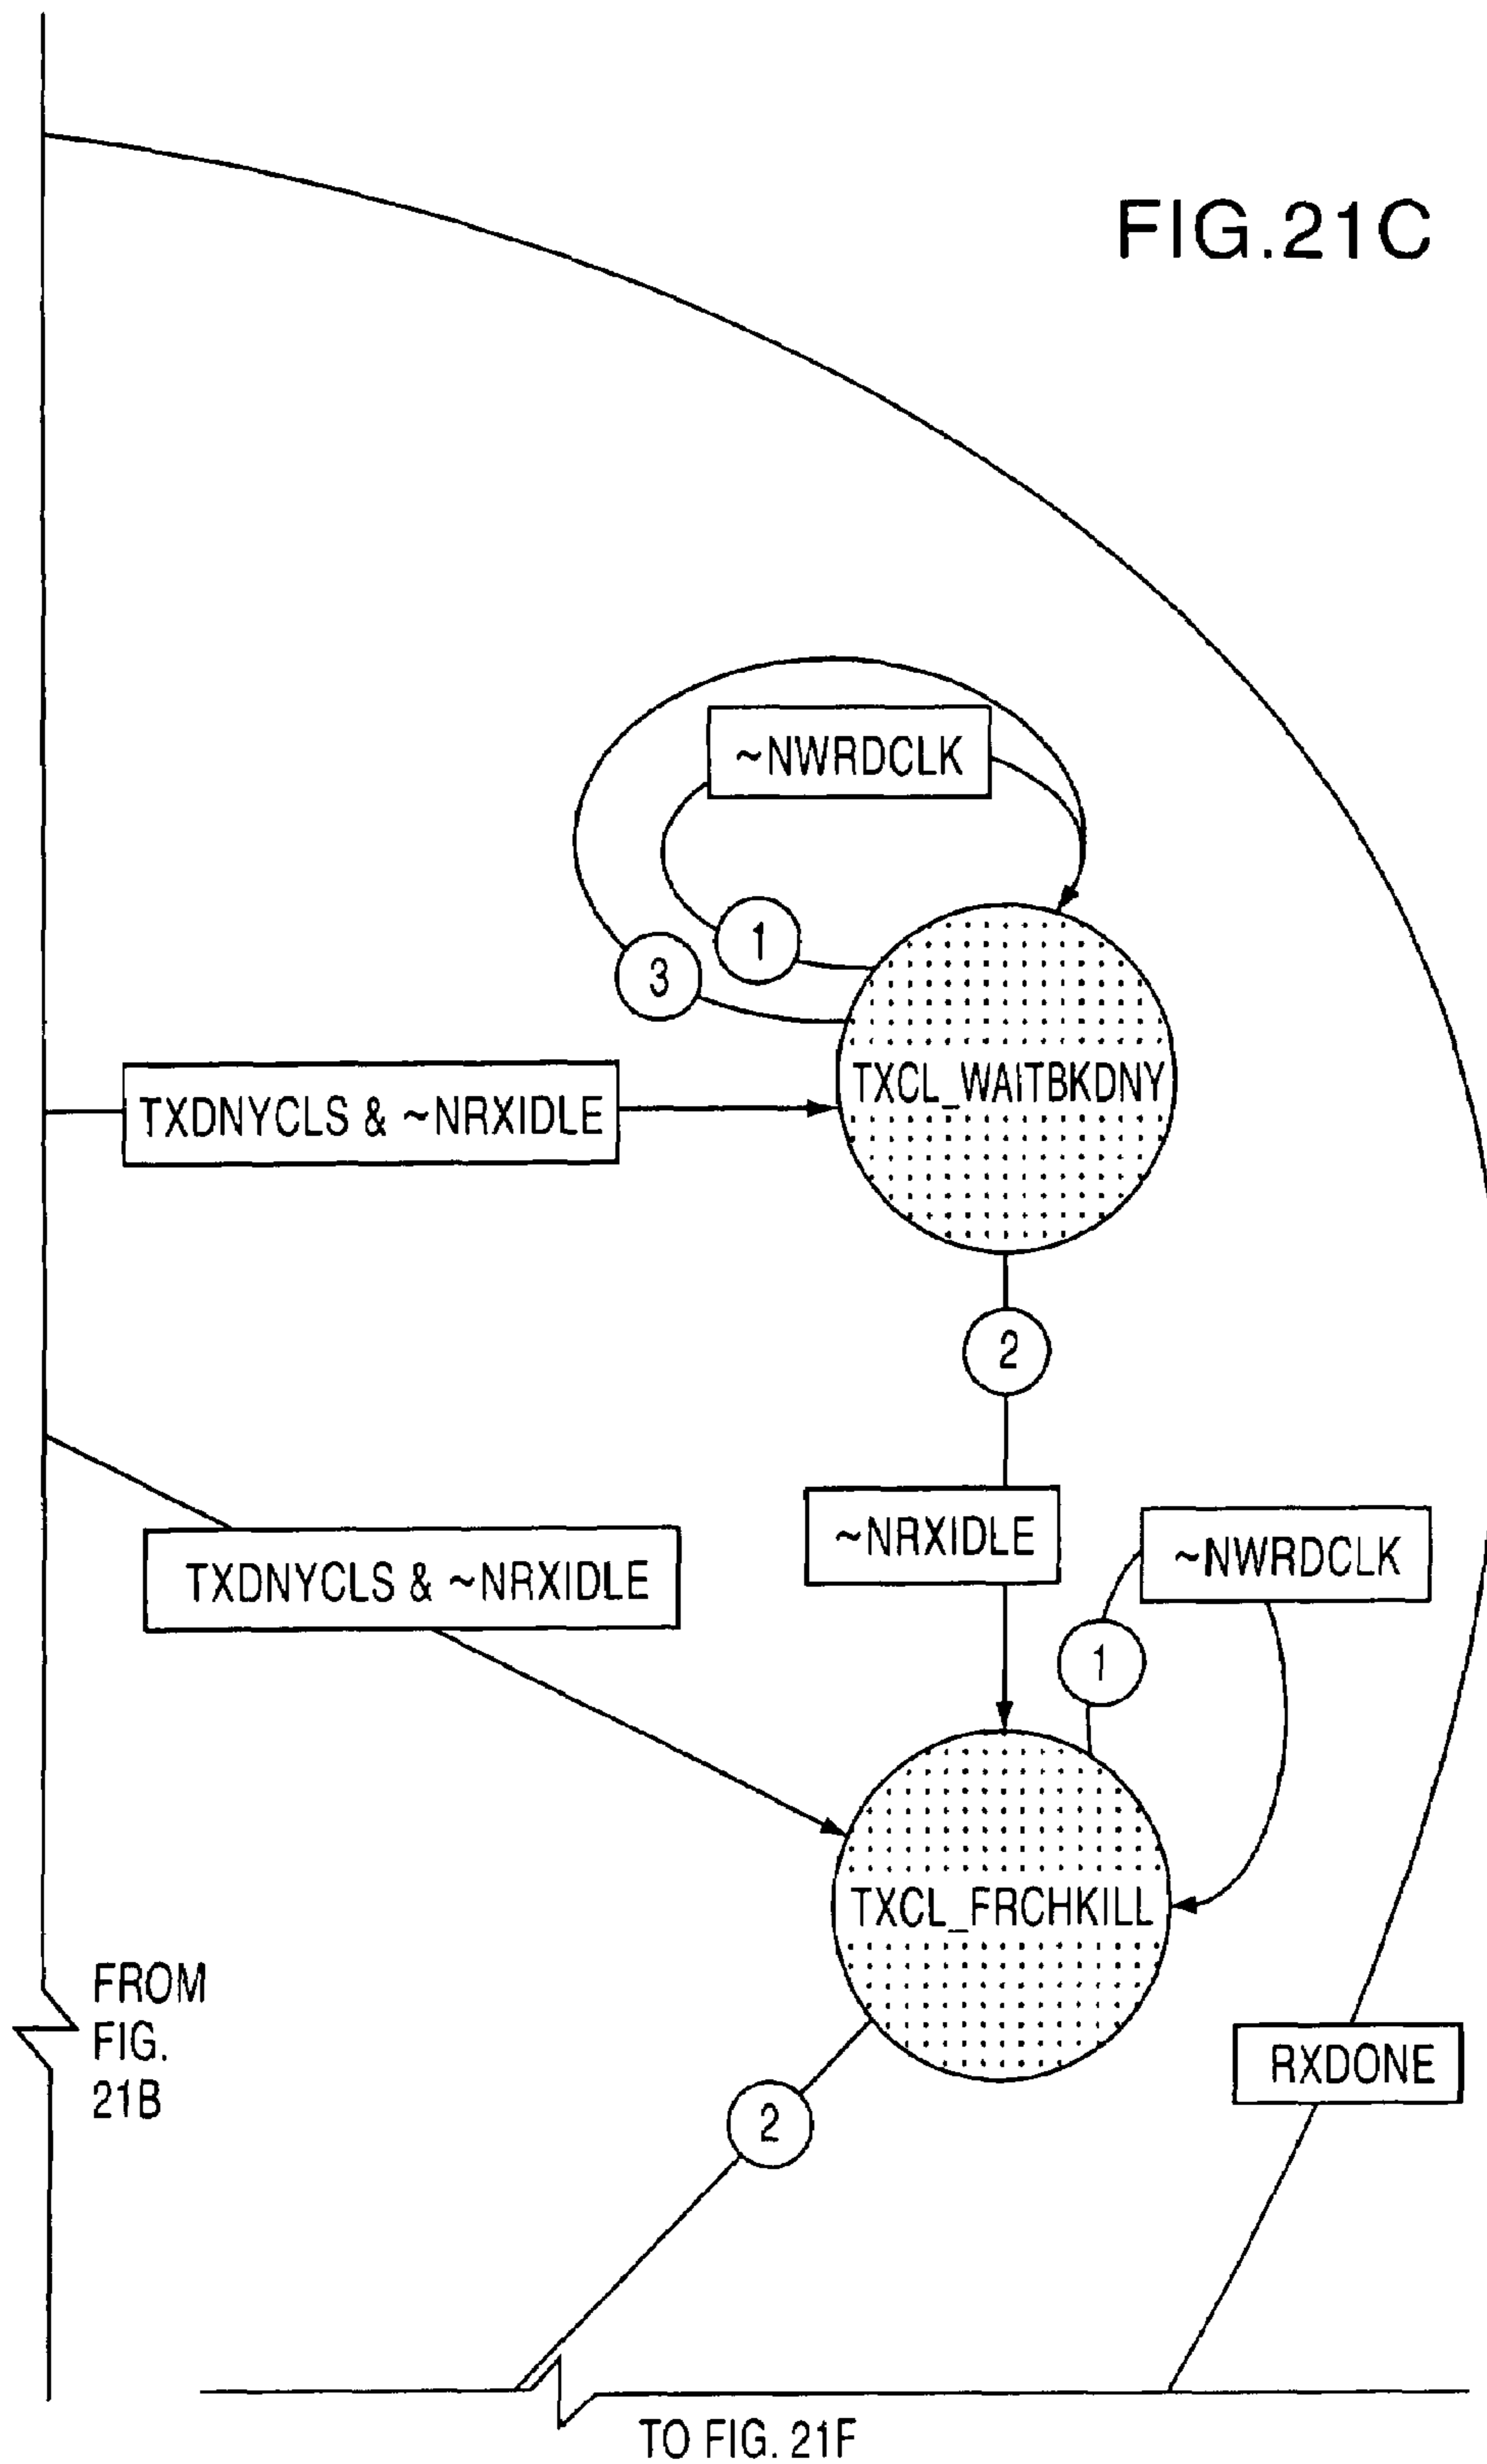 FIG.21C
~NWRDCLK
1
3
TXCL_WAITBKDNY
TXDNYCLS & ~NRXIDLE
2
~NRXIDLE
~NWRDCLK
TXDNYCLS & ~NRXIDLE
1
TXCL_FRCHKILL
FROM
FIG.
21B
RXDONE
2
TO FIG. 21F